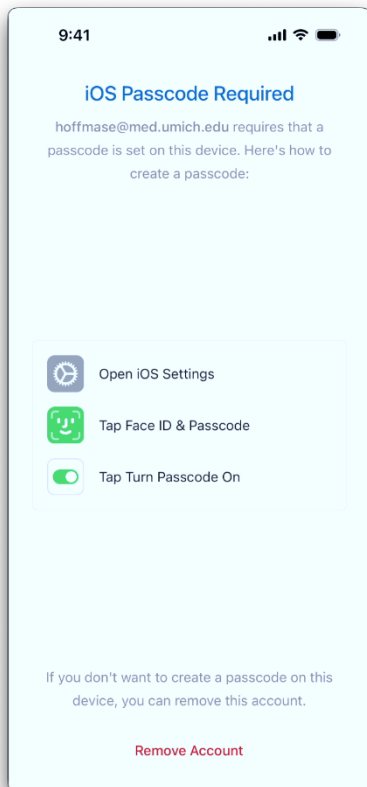 9:41
iOS Passcode Required
hoffmase@med.umich.edu requires that a
passcode is set on this device. Here's how to
create a passcode:
Open iOS Settings
Tap Face ID & Passcode
Tap Turn Passcode On
If you don't want to create a passcode on this
device, you can remove this account.
Remove Account